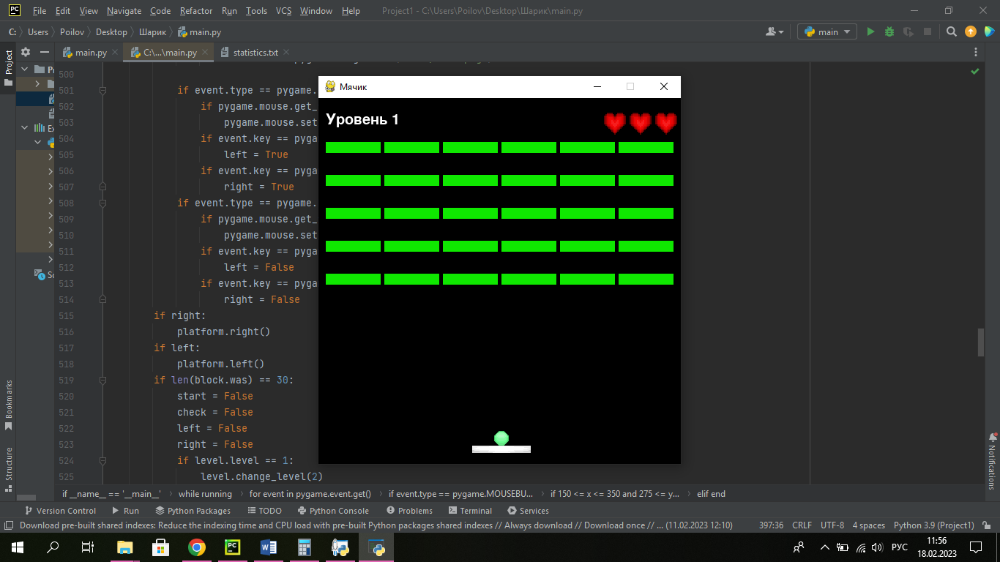 PC File Edit View Navigate Code Refactor Run Tools VCS Window Help Project1 - C:\Users\Poilov\Desktop\Шарик\main.py
C: Users Poilov Desktop Шарик main.py main
Project
main.py C:\...\main.py statistics.txt
500
501 if event.type == pygame.
502 if pygame.mouse.get_
503 pygame.mouse.set
504 if event.key == pyga
505 left = True
506 if event.key == pyga
507 right = True
508 if event.type == pygame.
509 if pygame.mouse.get_
510 pygame.mouse.set
511 if event.key == pyga
512 left = False
513 if event.key == pyga
514 right = False
515 if right:
516 platform.right()
517 if left:
518 platform.left()
519 if len(block.was) == 30:
520 start = False
521 check = False
522 left = False
523 right = False
524 if level.level == 1:
525 level.change_level(2)
Мячик
Уровень 1
Bookmarks
Structure
Notifications
if __name__ == '__main__' while running for event in pygame.event.get() if event.type == pygame.MOUSEBU... if 150 <= x <= 350 and 275 <= y... elif end
Version Control Run Python Packages TODO Python Console Problems Terminal Services
Download pre-built shared indexes: Reduce the indexing time and CPU load with pre-built Python packages shared indexes // Always download // Download once // ... (11.02.2023 12:10) 397:36 CRLF UTF-8 4 spaces Python 3.9 (Project1)
PC РУС 11:56
18.02.2023